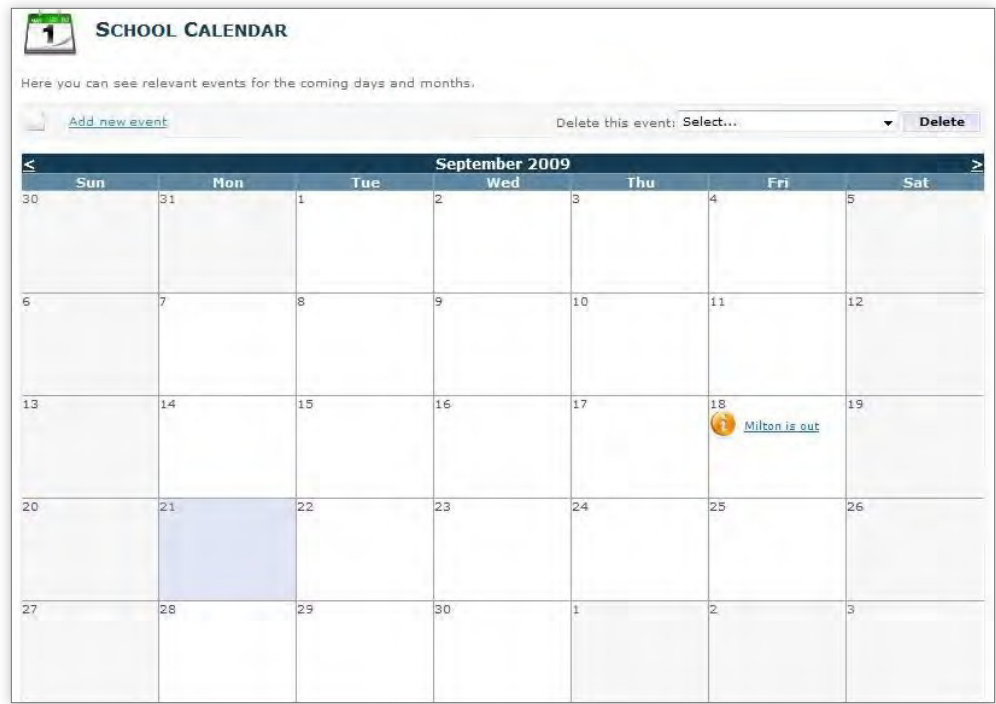 1
SCHOOL CALENDAR
Here you can see relevant events for the coming days and months.
Add new event Delete this event: Select... Delete
< September 2009 >
Sun Mon Tue Wed Thu Fri Sat
30 31 1 2 3 4 5
6 7 8 9 10 11 12
13 14 15 16 17 18 19
Milton is out
20 21 22 23 24 25 26
27 28 29 30 1 2 3